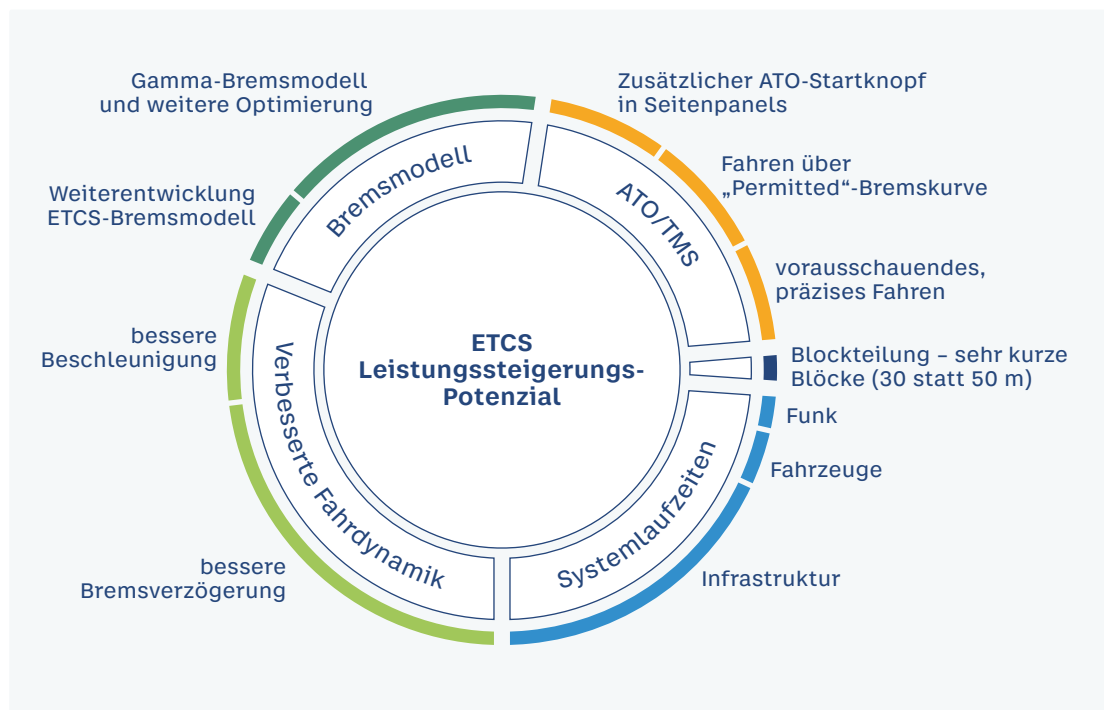 Gamma-Bremsmodell
und weitere Optimierung
Zusätzlicher ATO-Startknopf
in Seitenpanels
Bremsmodell
ATO/TMS
Fahren über
„Permitted“-Bremskurve
Weiterentwicklung
ETCS-Bremsmodell
vorausschauendes,
präzises Fahren
bessere
Beschleunigung
Verbesserte Fahrdynamik
ETCS
Leistungssteigerungs-
Potenzial
Blockteilung – sehr kurze
Blöcke (30 statt 50 m)
Funk
Fahrzeuge
Systemlaufzeiten
Infrastruktur
bessere
Bremsverzögerung